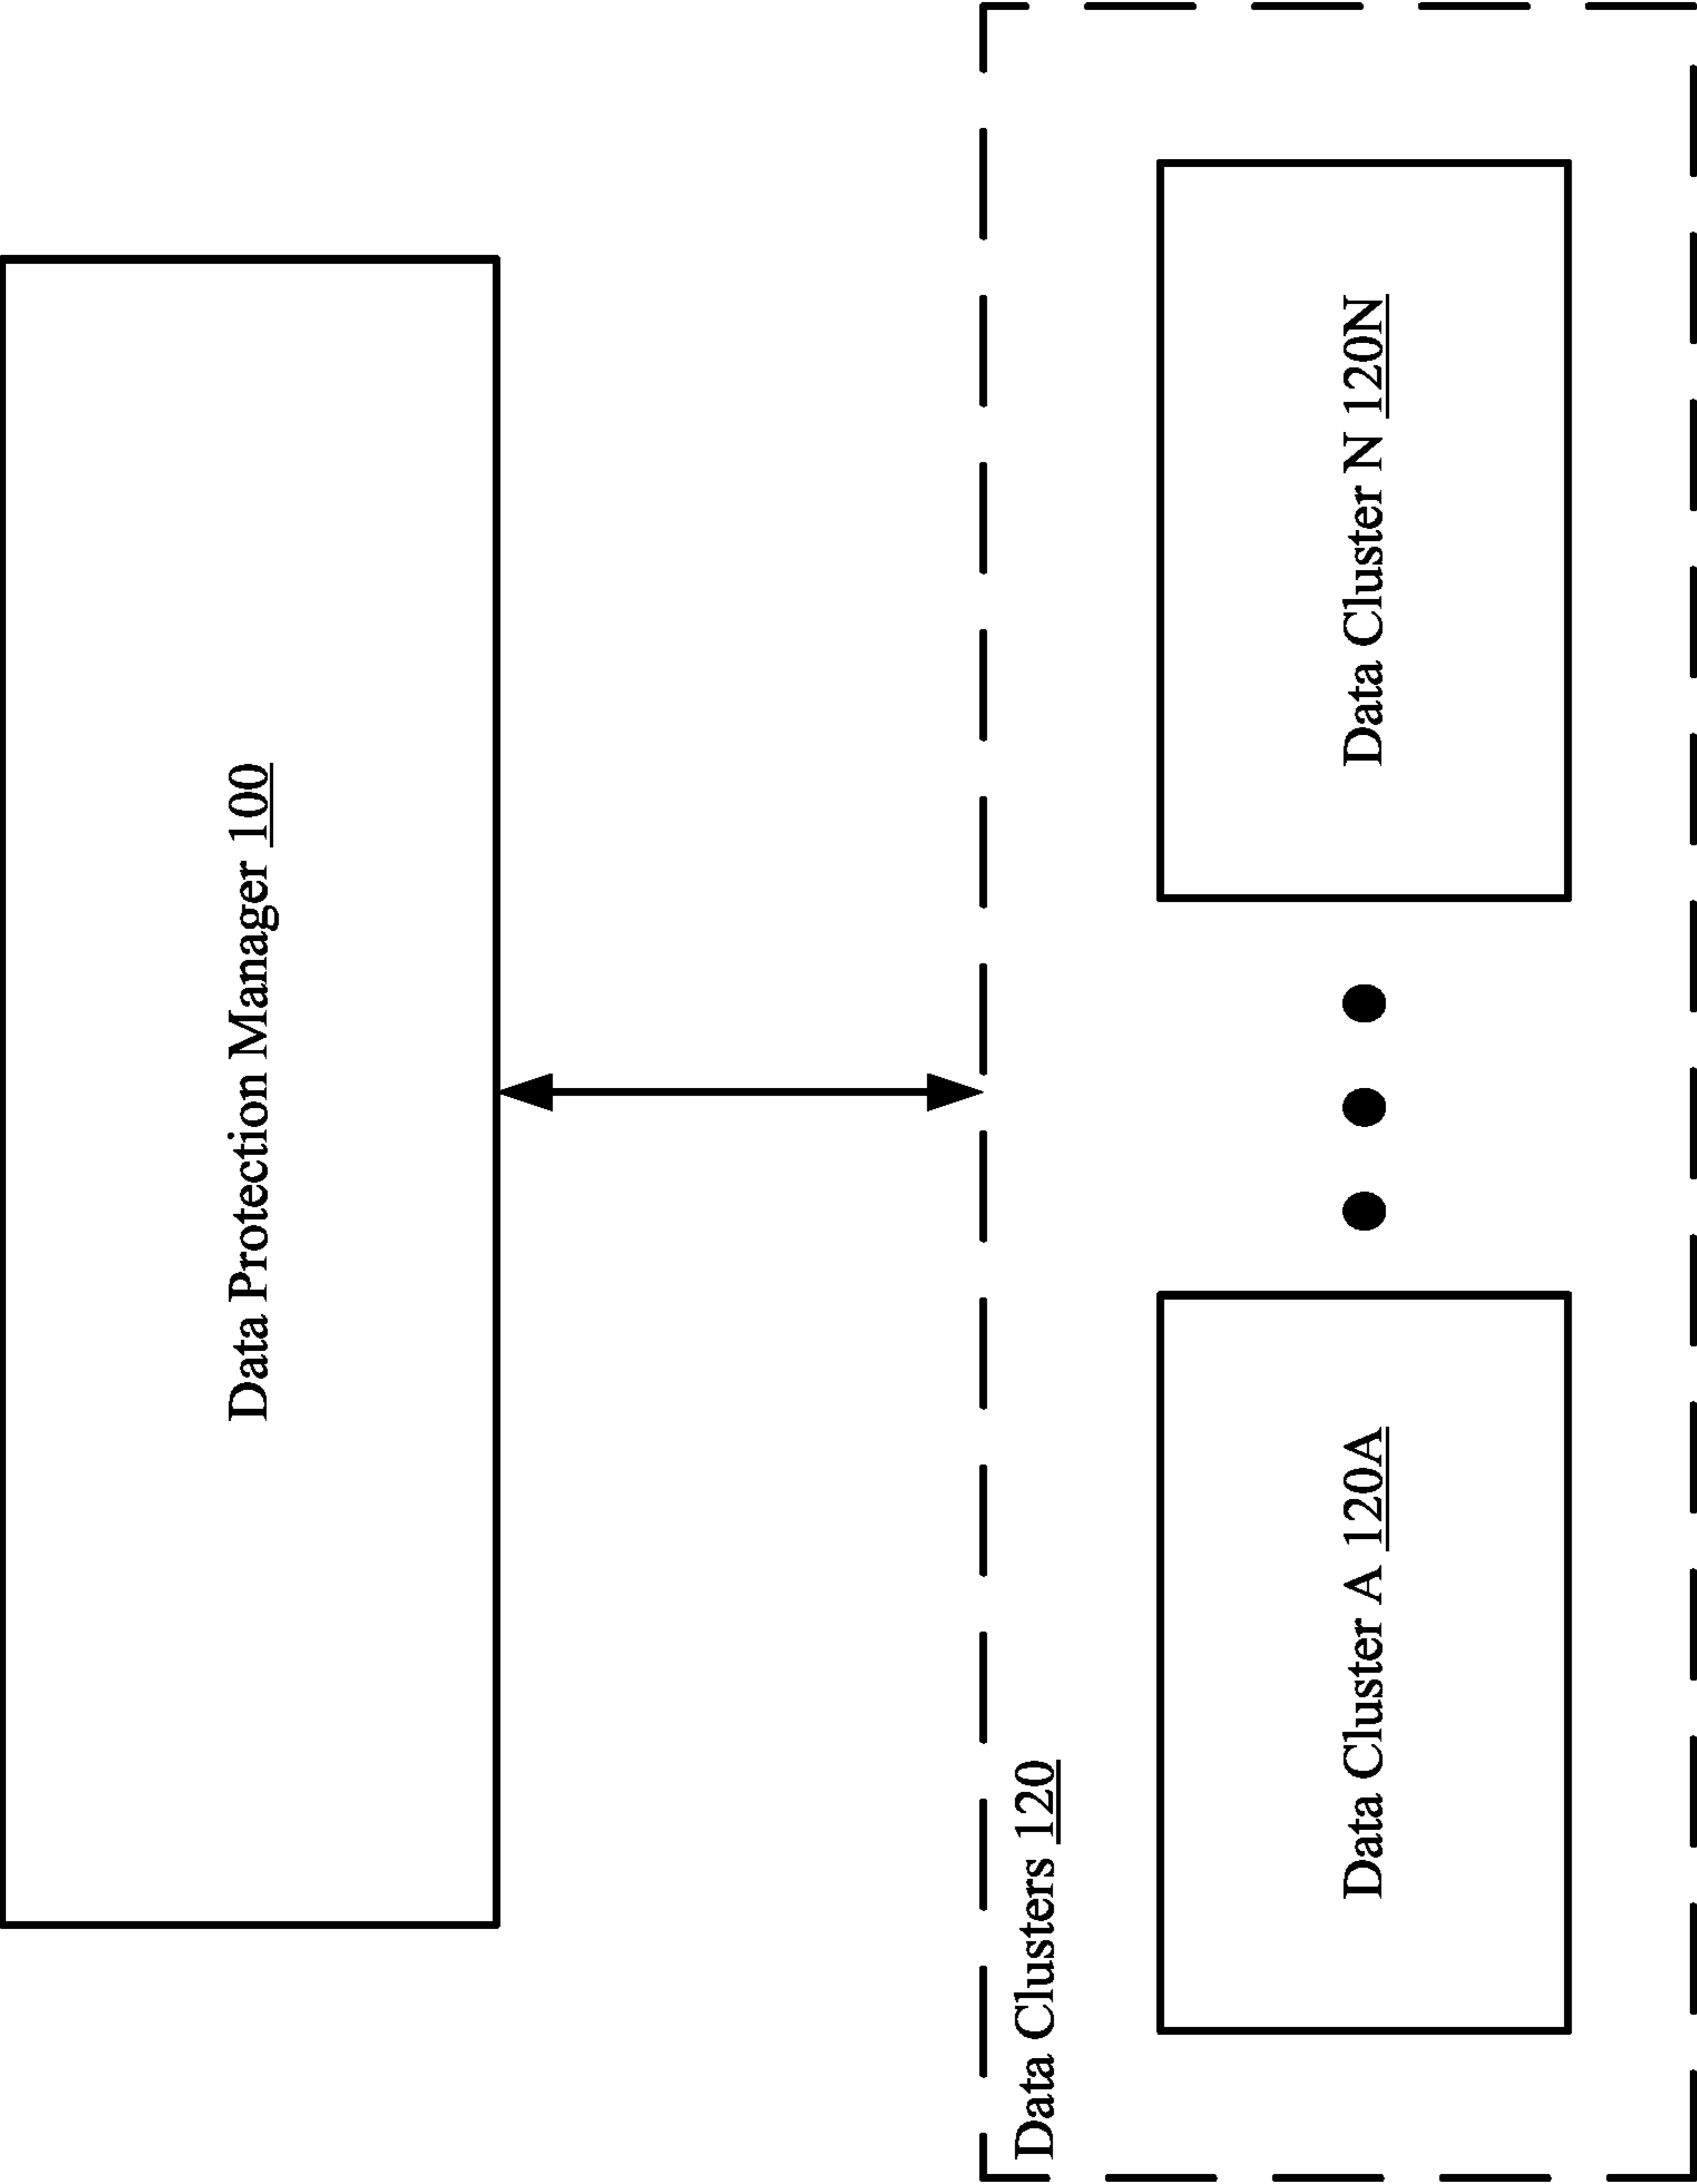 Data Protection Manager 100
Data Clusters 120
Data Cluster A 120A
Data Cluster N 120N